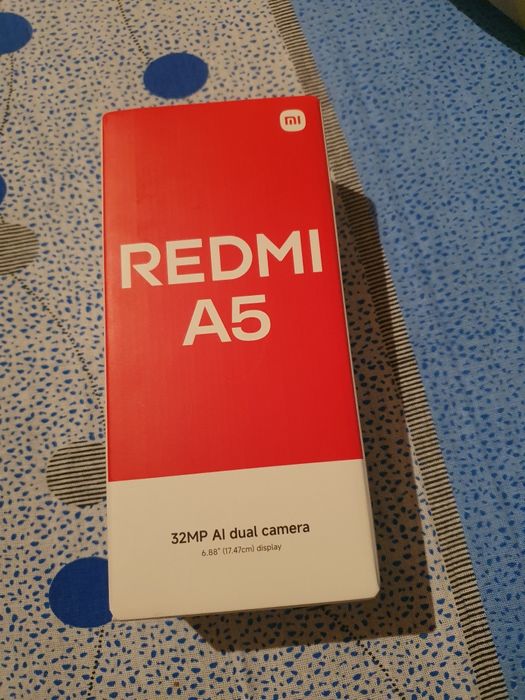 mi
REDMI
A5
32MP AI dual camera
6.88" (17.47cm) display